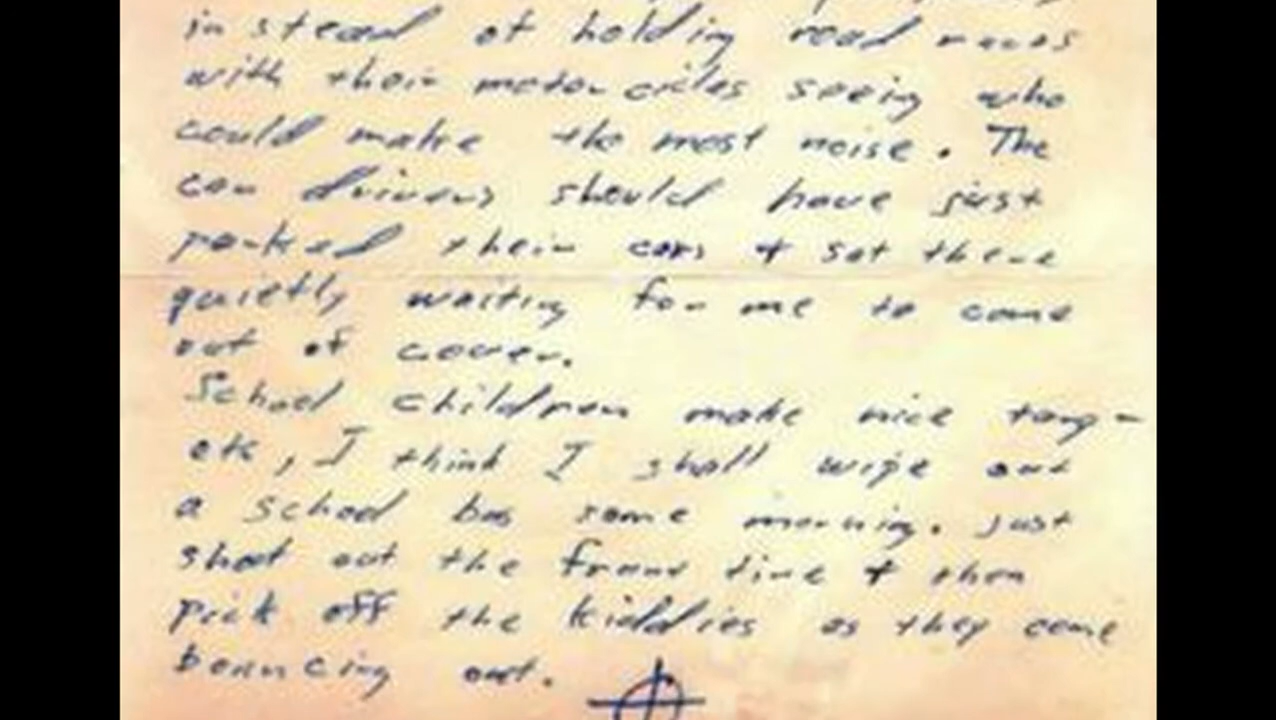 in stead of holding road races
with their motorcicles seeing who
could make the most noise. The
car drivers should have just
parked their cars & sat there
quietly waiting for me to come
out of cover.
School children make nice targ-
ets, I think I shall wipe out
a school bus some morning. Just
shoot out the front tire & then
pick off the kiddies as they come
bouncing out.